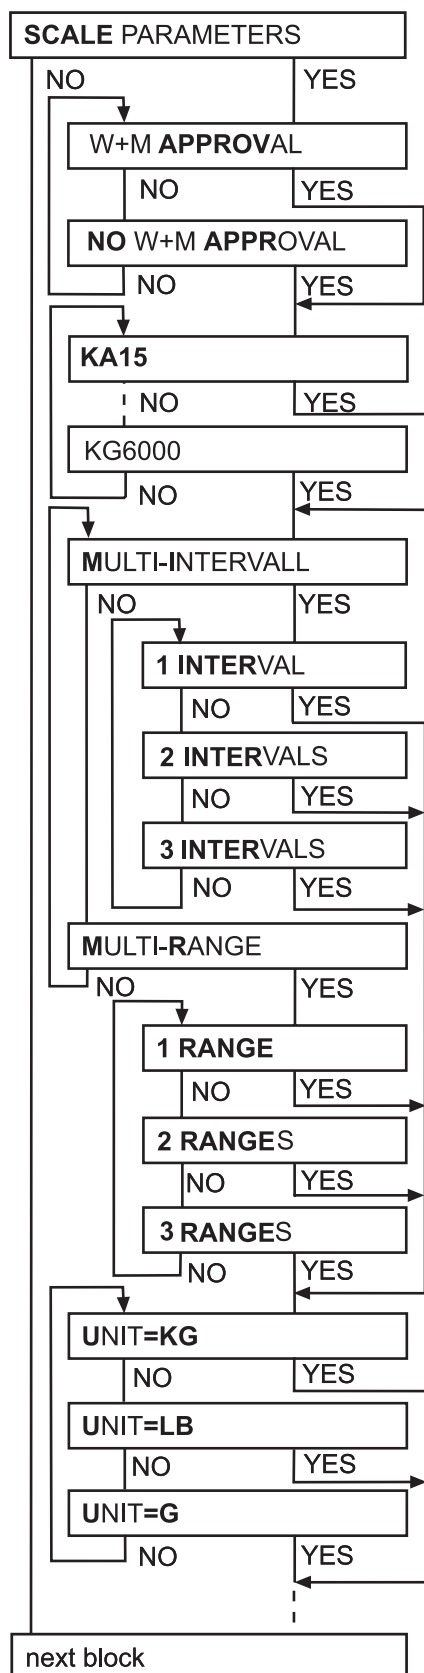 SCALE PARAMETERS
NO YES
W+M APPROVAL
NO YES
NO W+M APPROVAL
NO YES
KA15
NO YES
KG6000
NO YES
MULTI-INTERVALL
NO YES
1 INTERVAL
NO YES
2 INTERVALS
NO YES
3 INTERVALS
NO YES
MULTI-RANGE
NO YES
1 RANGE
NO YES
2 RANGES
NO YES
3 RANGES
NO YES
UNIT=KG
NO YES
UNIT=LB
NO YES
UNIT=G
NO YES
next block